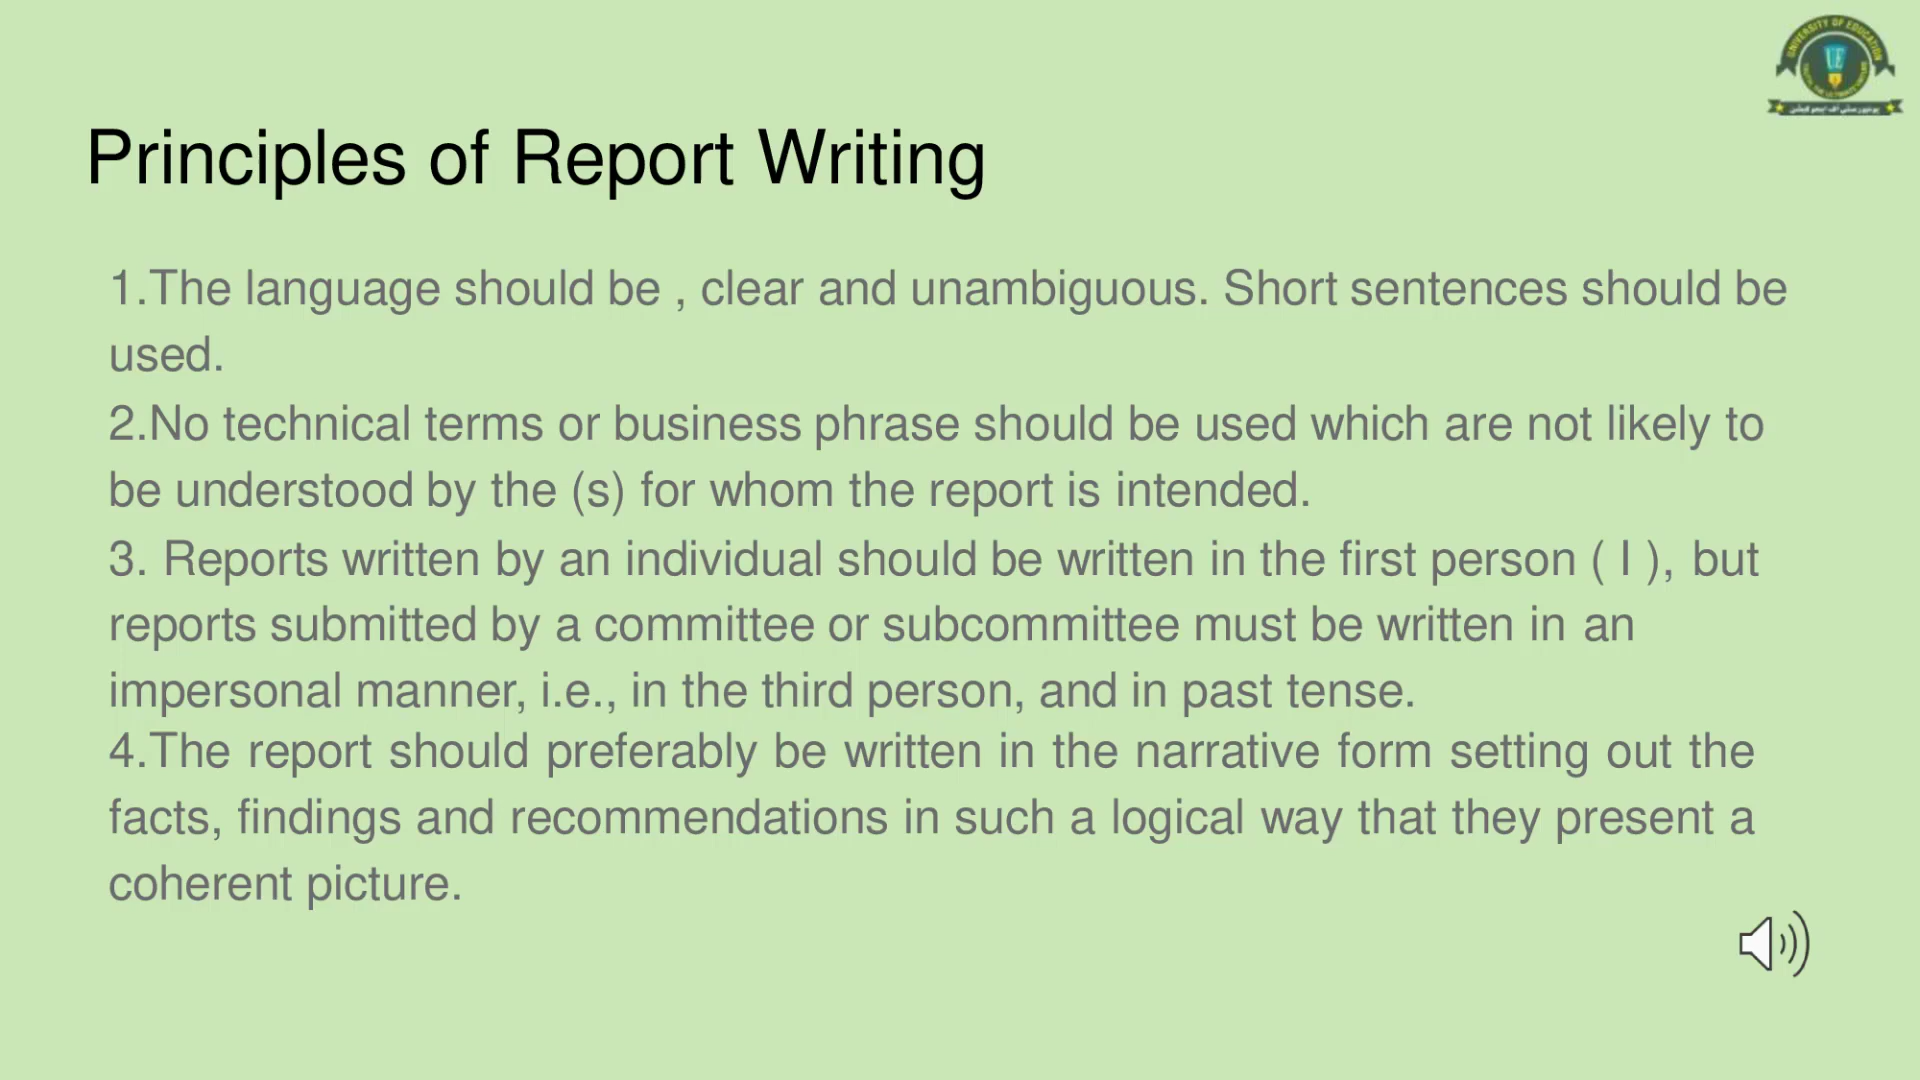 UNIVERSITY OF EDUCATION
UE
Principles of Report Writing
1.The language should be , clear and unambiguous. Short sentences should be
used.
2.No technical terms or business phrase should be used which are not likely to
be understood by the (s) for whom the report is intended.
3. Reports written by an individual should be written in the first person ( I ), but
reports submitted by a committee or subcommittee must be written in an
impersonal manner, i.e., in the third person, and in past tense.
4.The report should preferably be written in the narrative form setting out the
facts, findings and recommendations in such a logical way that they present a
coherent picture.